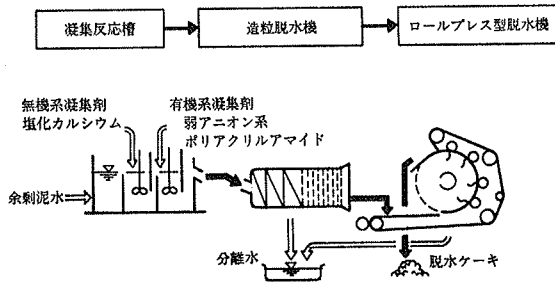 凝集反応槽
造粒脱水機
ロールプレス型脱水機
無機系凝集剤
塩化カルシウム
有機系凝集剤
弱アニオン系
ポリアクリルアマイド
余剰泥水
分離水
脱水ケーキ